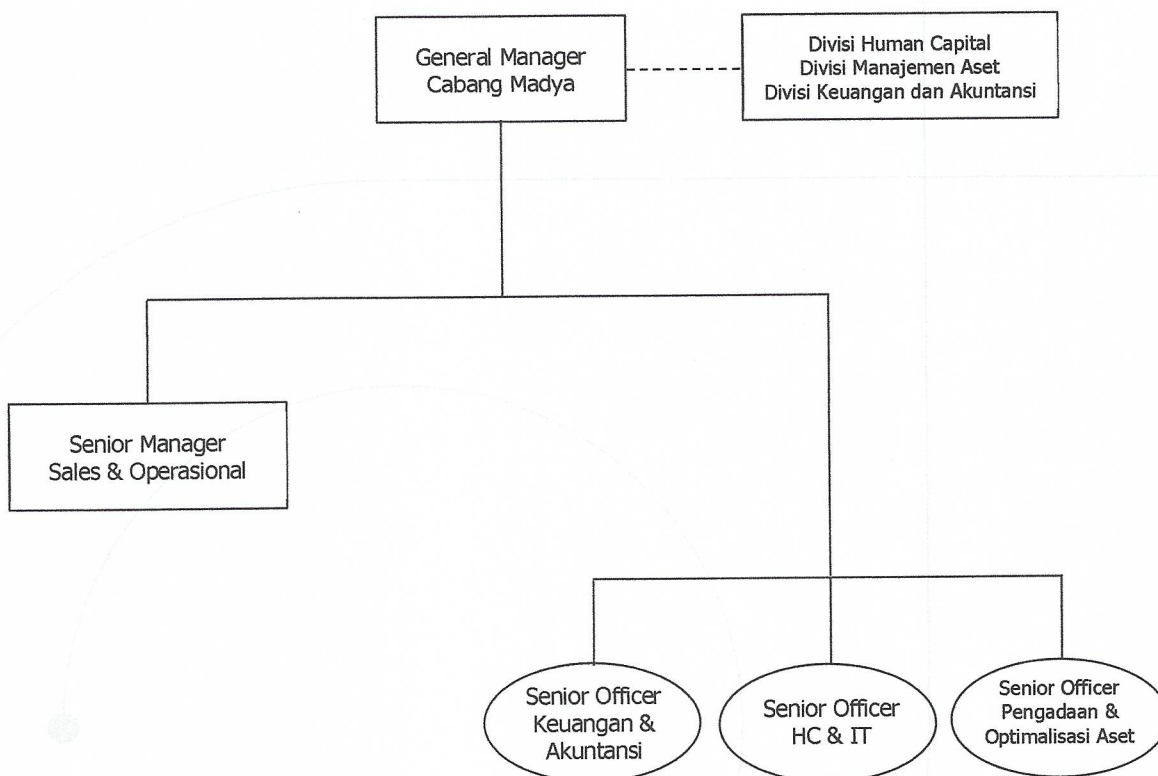 General Manager
Cabang Madya
Divisi Human Capital
Divisi Manajemen Aset
Divisi Keuangan dan Akuntansi
Senior Manager
Sales & Operasional
Senior Officer
Keuangan &
Akuntansi
Senior Officer
HC & IT
Senior Officer
Pengadaan &
Optimalisasi Aset